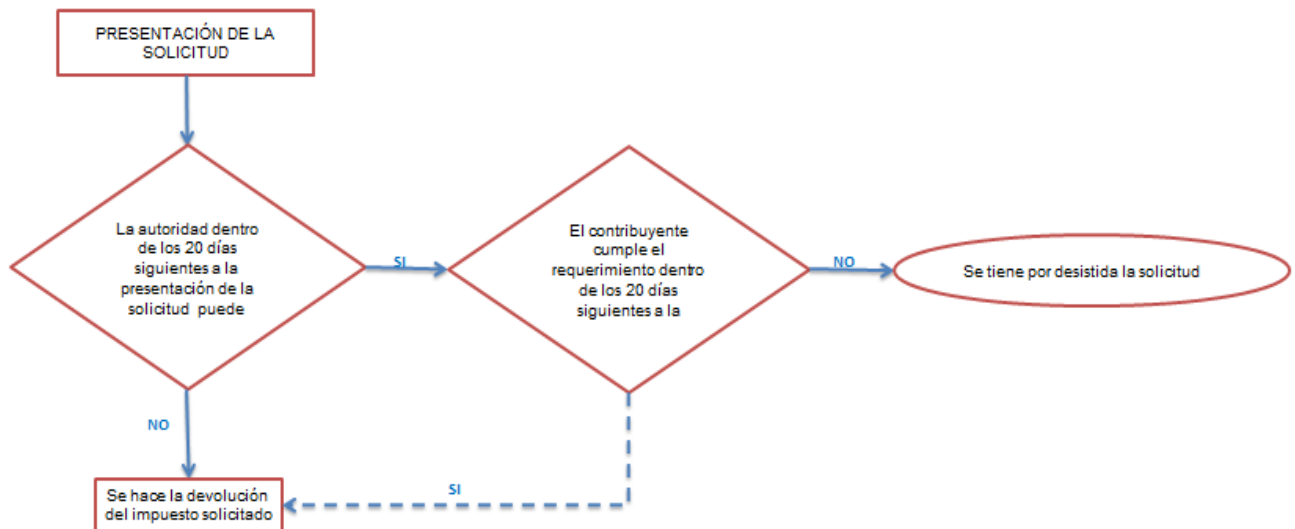 PRESENTACIÓN DE LA
SOLICITUD
La autoridad dentro
de los 20 días
siguientes a la
presentación de la
solicitud puede
SI
El contribuyente
cumple el
requerimiento dentro
de los 20 días
siguientes a la
NO
Se tiene por desistida la solicitud
NO
Se hace la devolución
del impuesto solicitado
SI